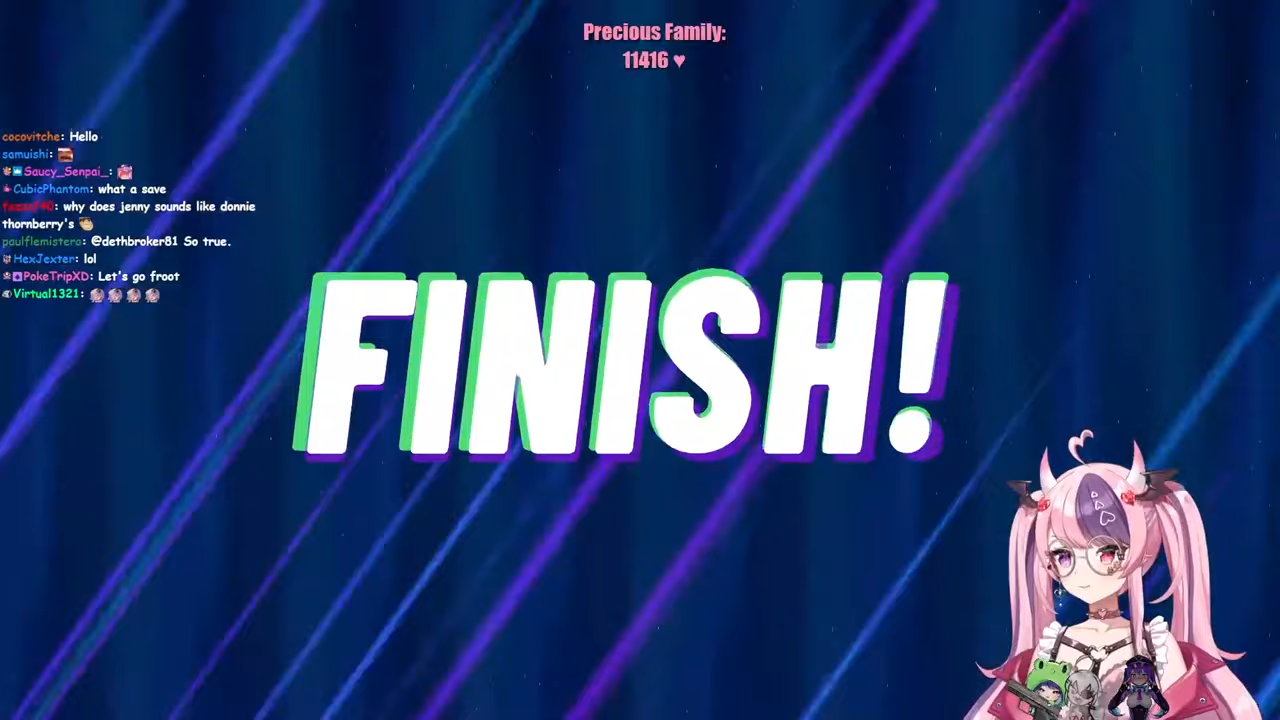 Precious Family:
11416 ♥
cocovitche: Hello
samuishi:
Saucy_Senpai_:
CubicPhantom: what a save
: why does jenny sounds like donnie
thornberry's
paulflemistero: @dethbroker81 So true.
HexJexter: lol
PokeTripXD: Let's go froot
Virtual1321:
FINISH!